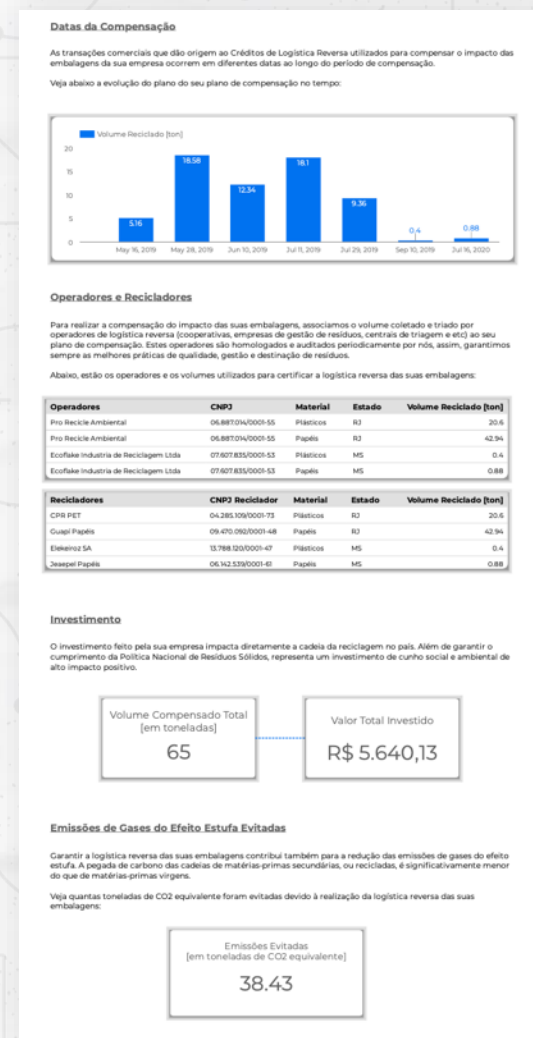 Datas da Compensação
As transações comerciais que dão origem ao Créditos de Logística Reversa utilizados para compensar o impacto das
embalagens da sua empresa ocorrem em diferentes datas ao longo do período de compensação.
Veja abaixo a evolução do plano do seu plano de compensação no tempo:
Volume Reciclado [ton]
20
15
10
5
0
5.16
18.58
12.34
18.1
9.36
0.4
0.88
May 16, 2019 May 28, 2019 Jun 10, 2019 Jul 11, 2019 Jul 29, 2019 Sep 10, 2019 Jul 16, 2020
Operadores e Recicladores
Para realizar a compensação do impacto das suas embalagens, associamos o volume coletado e triado por
operadores de logística reversa (cooperativas, empresas de gestão de resíduos, centrais de triagem e etc) ao seu
plano de compensação. Estes operadores são homologados e auditados periodicamente por nós, assim, garantimos
sempre as melhores práticas de qualidade, gestão e destinação de resíduos.
Abaixo, estão os operadores e os volumes utilizados para certificar a logística reversa das suas embalagens:
Operadores CNPJ Material Estado Volume Reciclado [ton]
Pro Recicle Ambiental 06.887.014/0001-55 Plásticos RJ 20.6
Pro Recicle Ambiental 06.887.014/0001-55 Papéis RJ 42.94
Ecoflake Industria de Reciclagem Ltda 07.607.835/0001-53 Plásticos MS 0.4
Ecoflake Industria de Reciclagem Ltda 07.607.835/0001-53 Papéis MS 0.88
Recicladores CNPJ Reciclador Material Estado Volume Reciclado [ton]
CPR PET 04.285.109/0001-73 Plásticos RJ 20.6
Guapi Papéis 09.470.092/0001-48 Papéis RJ 42.94
Elekeiroz SA 13.788.120/0001-47 Plásticos MS 0.4
Jeaepel Papéis 06.142.539/0001-61 Papéis MS 0.88
Investimento
O investimento feito pela sua empresa impacta diretamente a cadeia da reciclagem no país. Além de garantir o
cumprimento da Política Nacional de Resíduos Sólidos, representa um investimento de cunho social e ambiental de
alto impacto positivo.
Volume Compensado Total
[em toneladas]
65
Valor Total Investido
R$ 5.640,13
Emissões de Gases do Efeito Estufa Evitadas
Garantir a logística reversa das suas embalagens contribui também para a redução das emissões de gases do efeito
estufa. A pegada de carbono das cadeias de matérias-primas secundárias, ou recicladas, é significativamente menor
do que de matérias-primas virgens.
Veja quantas toneladas de CO2 equivalente foram evitadas devido à realização da logística reversa das suas
embalagens:
Emissões Evitadas
[em toneladas de CO2 equivalente]
38.43